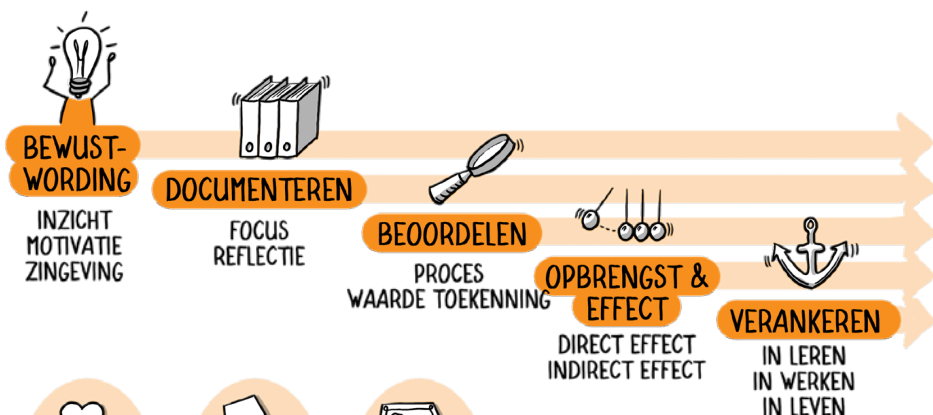 BEWUST-
WORDING
INZICHT
MOTIVATIE
ZINGEVING
DOCUMENTEREN
FOCUS
REFLECTIE
BEOORDELEN
PROCES
WAARDE TOEKENNING
OPBRENGST &
EFFECT
DIRECT EFFECT
INDIRECT EFFECT
VERANKEREN
IN LEREN
IN WERKEN
IN LEVEN